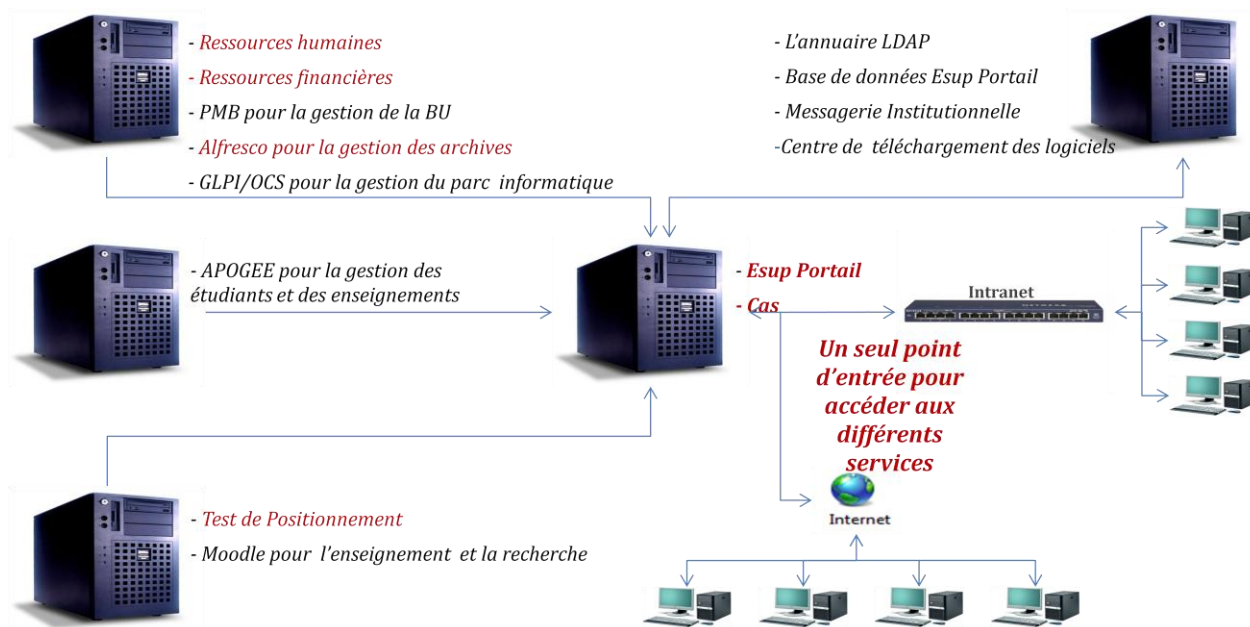 - Ressources humaines
- Ressources financières
- PMB pour la gestion de la BU
- Alfresco pour la gestion des archives
- GLPI/OCS pour la gestion du parc informatique
- L'annuaire LDAP
- Base de données Esup Portail
- Messagerie Institutionnelle
-Centre de téléchargement des logiciels
- APOGEE pour la gestion des
étudiants et des enseignements
- Esup Portail
- Cas
Intranet
Un seul point
d'entrée pour
accéder aux
différents
services
Internet
- Test de Positionnement
- Moodle pour l'enseignement et la recherche